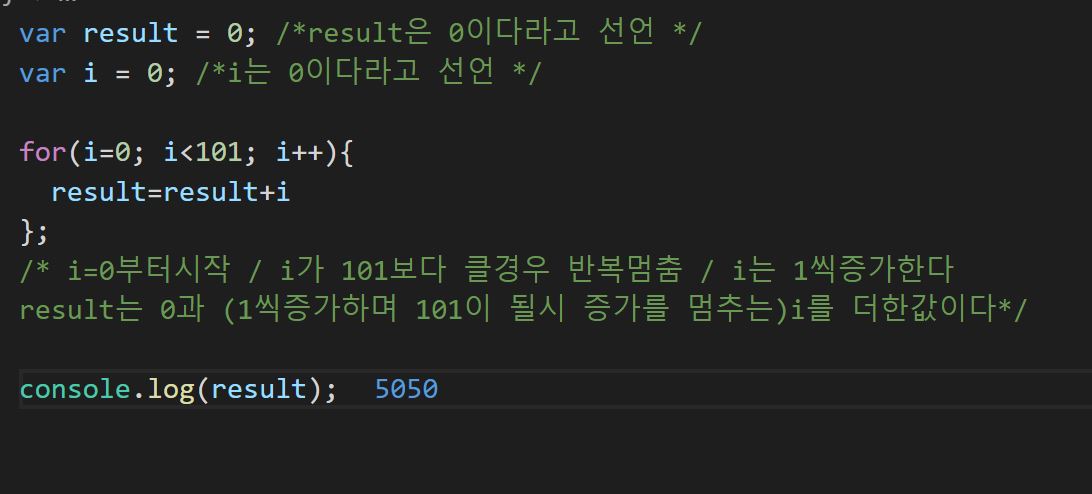 var result = 0; /*result은 0이다라고 선언 */
var i = 0; /*i는 0이다라고 선언 */
for(i=0; i<101; i++){
result=result+i
};
/* i=0부터시작 / i가 101보다 클경우 반복멈춤 / i는 1씩증가한다
result는 0과 (1씩증가하며 101이 될시 증가를 멈추는)i를 더한값이다*/
console.log(result); 5050